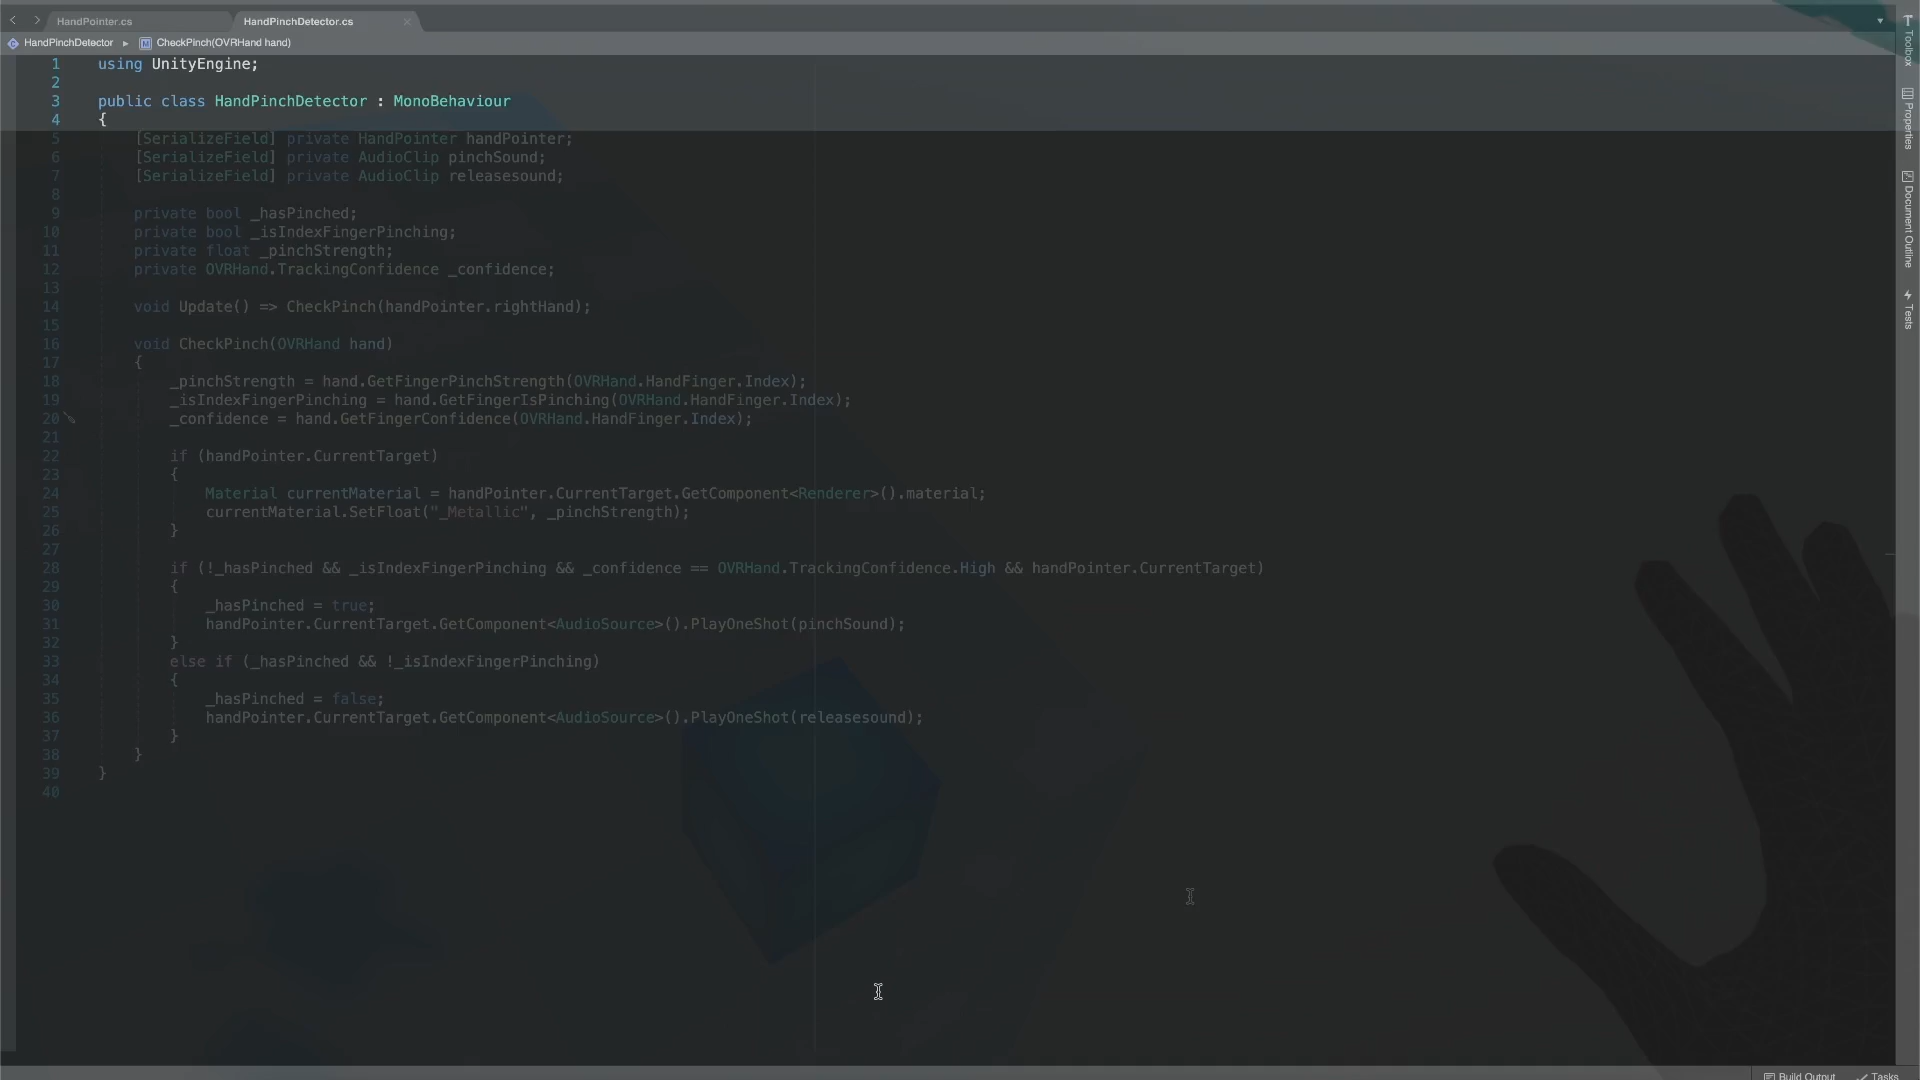 HandPointer.cs
HandPinchDetector.cs
HandPinchDetector
CheckPinch(OVRHand hand)
1 using UnityEngine;
2
3 public class HandPinchDetector : MonoBehaviour
4 {
5 [SerializeField] private HandPointer handPointer;
6 [SerializeField] private AudioClip pinchSound;
7 [SerializeField] private AudioClip releasesound;
8
9 private bool _hasPinched;
10 private bool _isIndexFingerPinching;
11 private float _pinchStrength;
12 private OVRHand.TrackingConfidence _confidence;
13
14 void Update() => CheckPinch(handPointer.rightHand);
15
16 void CheckPinch(OVRHand hand)
17 {
18 _pinchStrength = hand.GetFingerPinchStrength(OVRHand.HandFinger.Index);
19 _isIndexFingerPinching = hand.GetFingerIsPinching(OVRHand.HandFinger.Index);
20 _confidence = hand.GetFingerConfidence(OVRHand.HandFinger.Index);
21
22 if (handPointer.CurrentTarget)
23 {
24 Material currentMaterial = handPointer.CurrentTarget.GetComponent<Renderer>().material;
25 currentMaterial.SetFloat("_Metallic", _pinchStrength);
26 }
27
28 if (!_hasPinched && _isIndexFingerPinching && _confidence == OVRHand.TrackingConfidence.High && handPointer.CurrentTarget)
29 {
30 _hasPinched = true;
31 handPointer.CurrentTarget.GetComponent<AudioSource>().PlayOneShot(pinchSound);
32 }
33 else if (_hasPinched && !_isIndexFingerPinching)
34 {
35 _hasPinched = false;
36 handPointer.CurrentTarget.GetComponent<AudioSource>().PlayOneShot(releasesound);
37 }
38 }
39 }
40
Toolbox
Properties
Document Outline
Tests
Build Output
Tasks